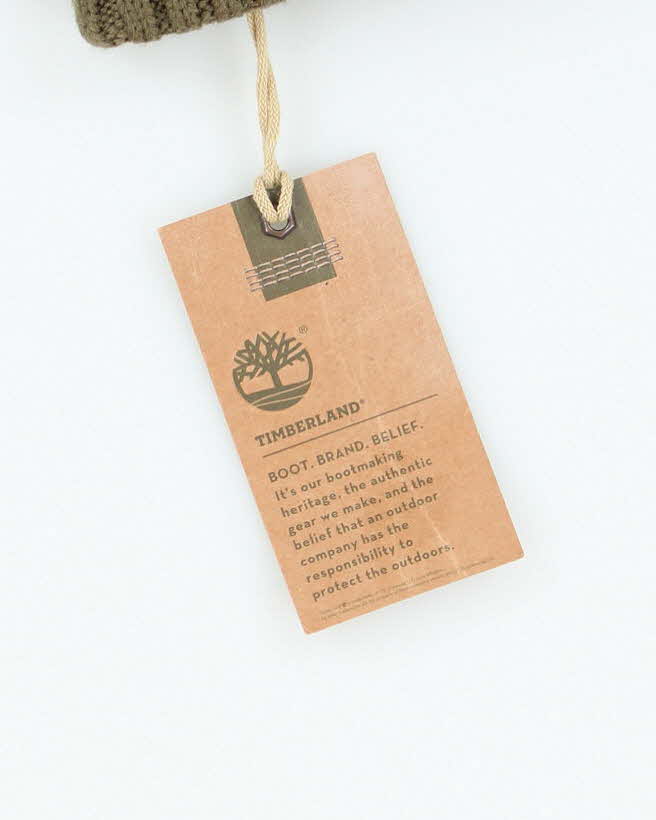 ®
TIMBERLAND®
BOOT. BRAND. BELIEF.
It's our bootmaking
heritage, the authentic
gear we make, and the
belief that an outdoor
company has the
responsibility to
protect the outdoors.